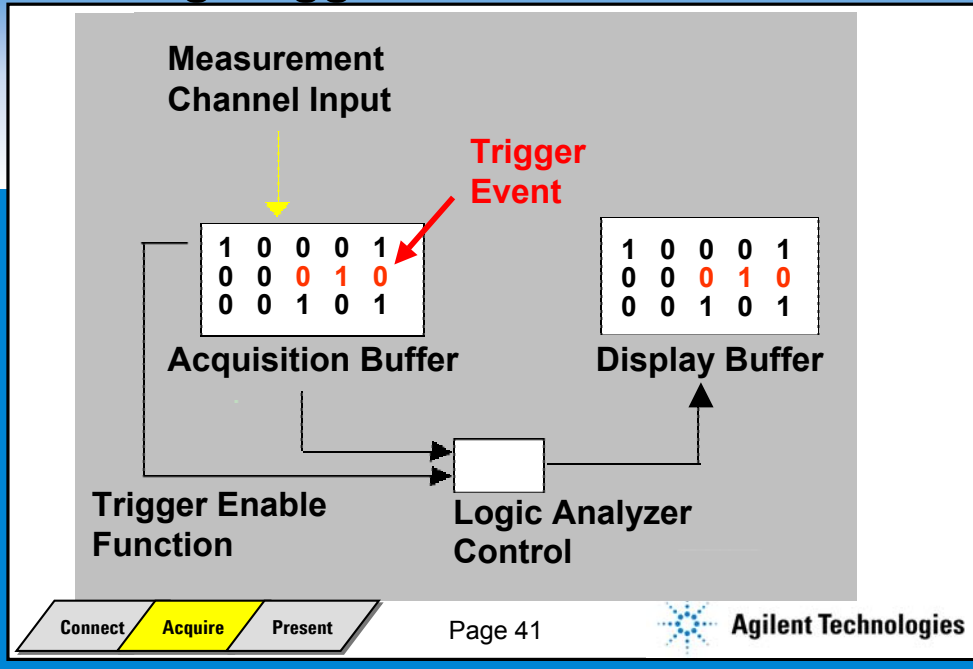 Measurement
Channel Input
Trigger
Event
1 0 0 0 1
0 0 0 1 0
0 0 1 0 1
1 0 0 0 1
0 0 0 1 0
0 0 1 0 1
Acquisition Buffer
Display Buffer
Trigger Enable
Function
Logic Analyzer
Control
Connect
Acquire
Present
Page 41
Agilent Technologies